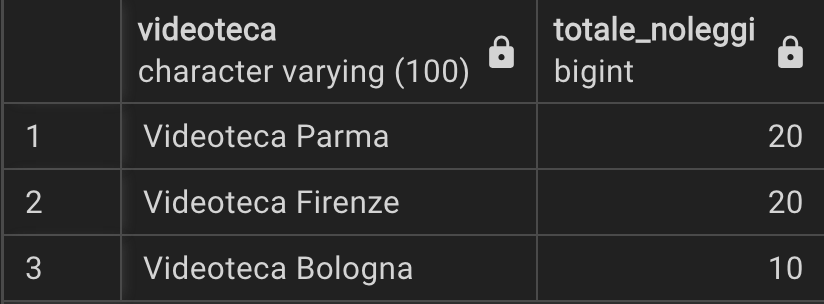 videoteca totale_noleggi
character varying (100) bigint
1 Videoteca Parma 20
2 Videoteca Firenze 20
3 Videoteca Bologna 10